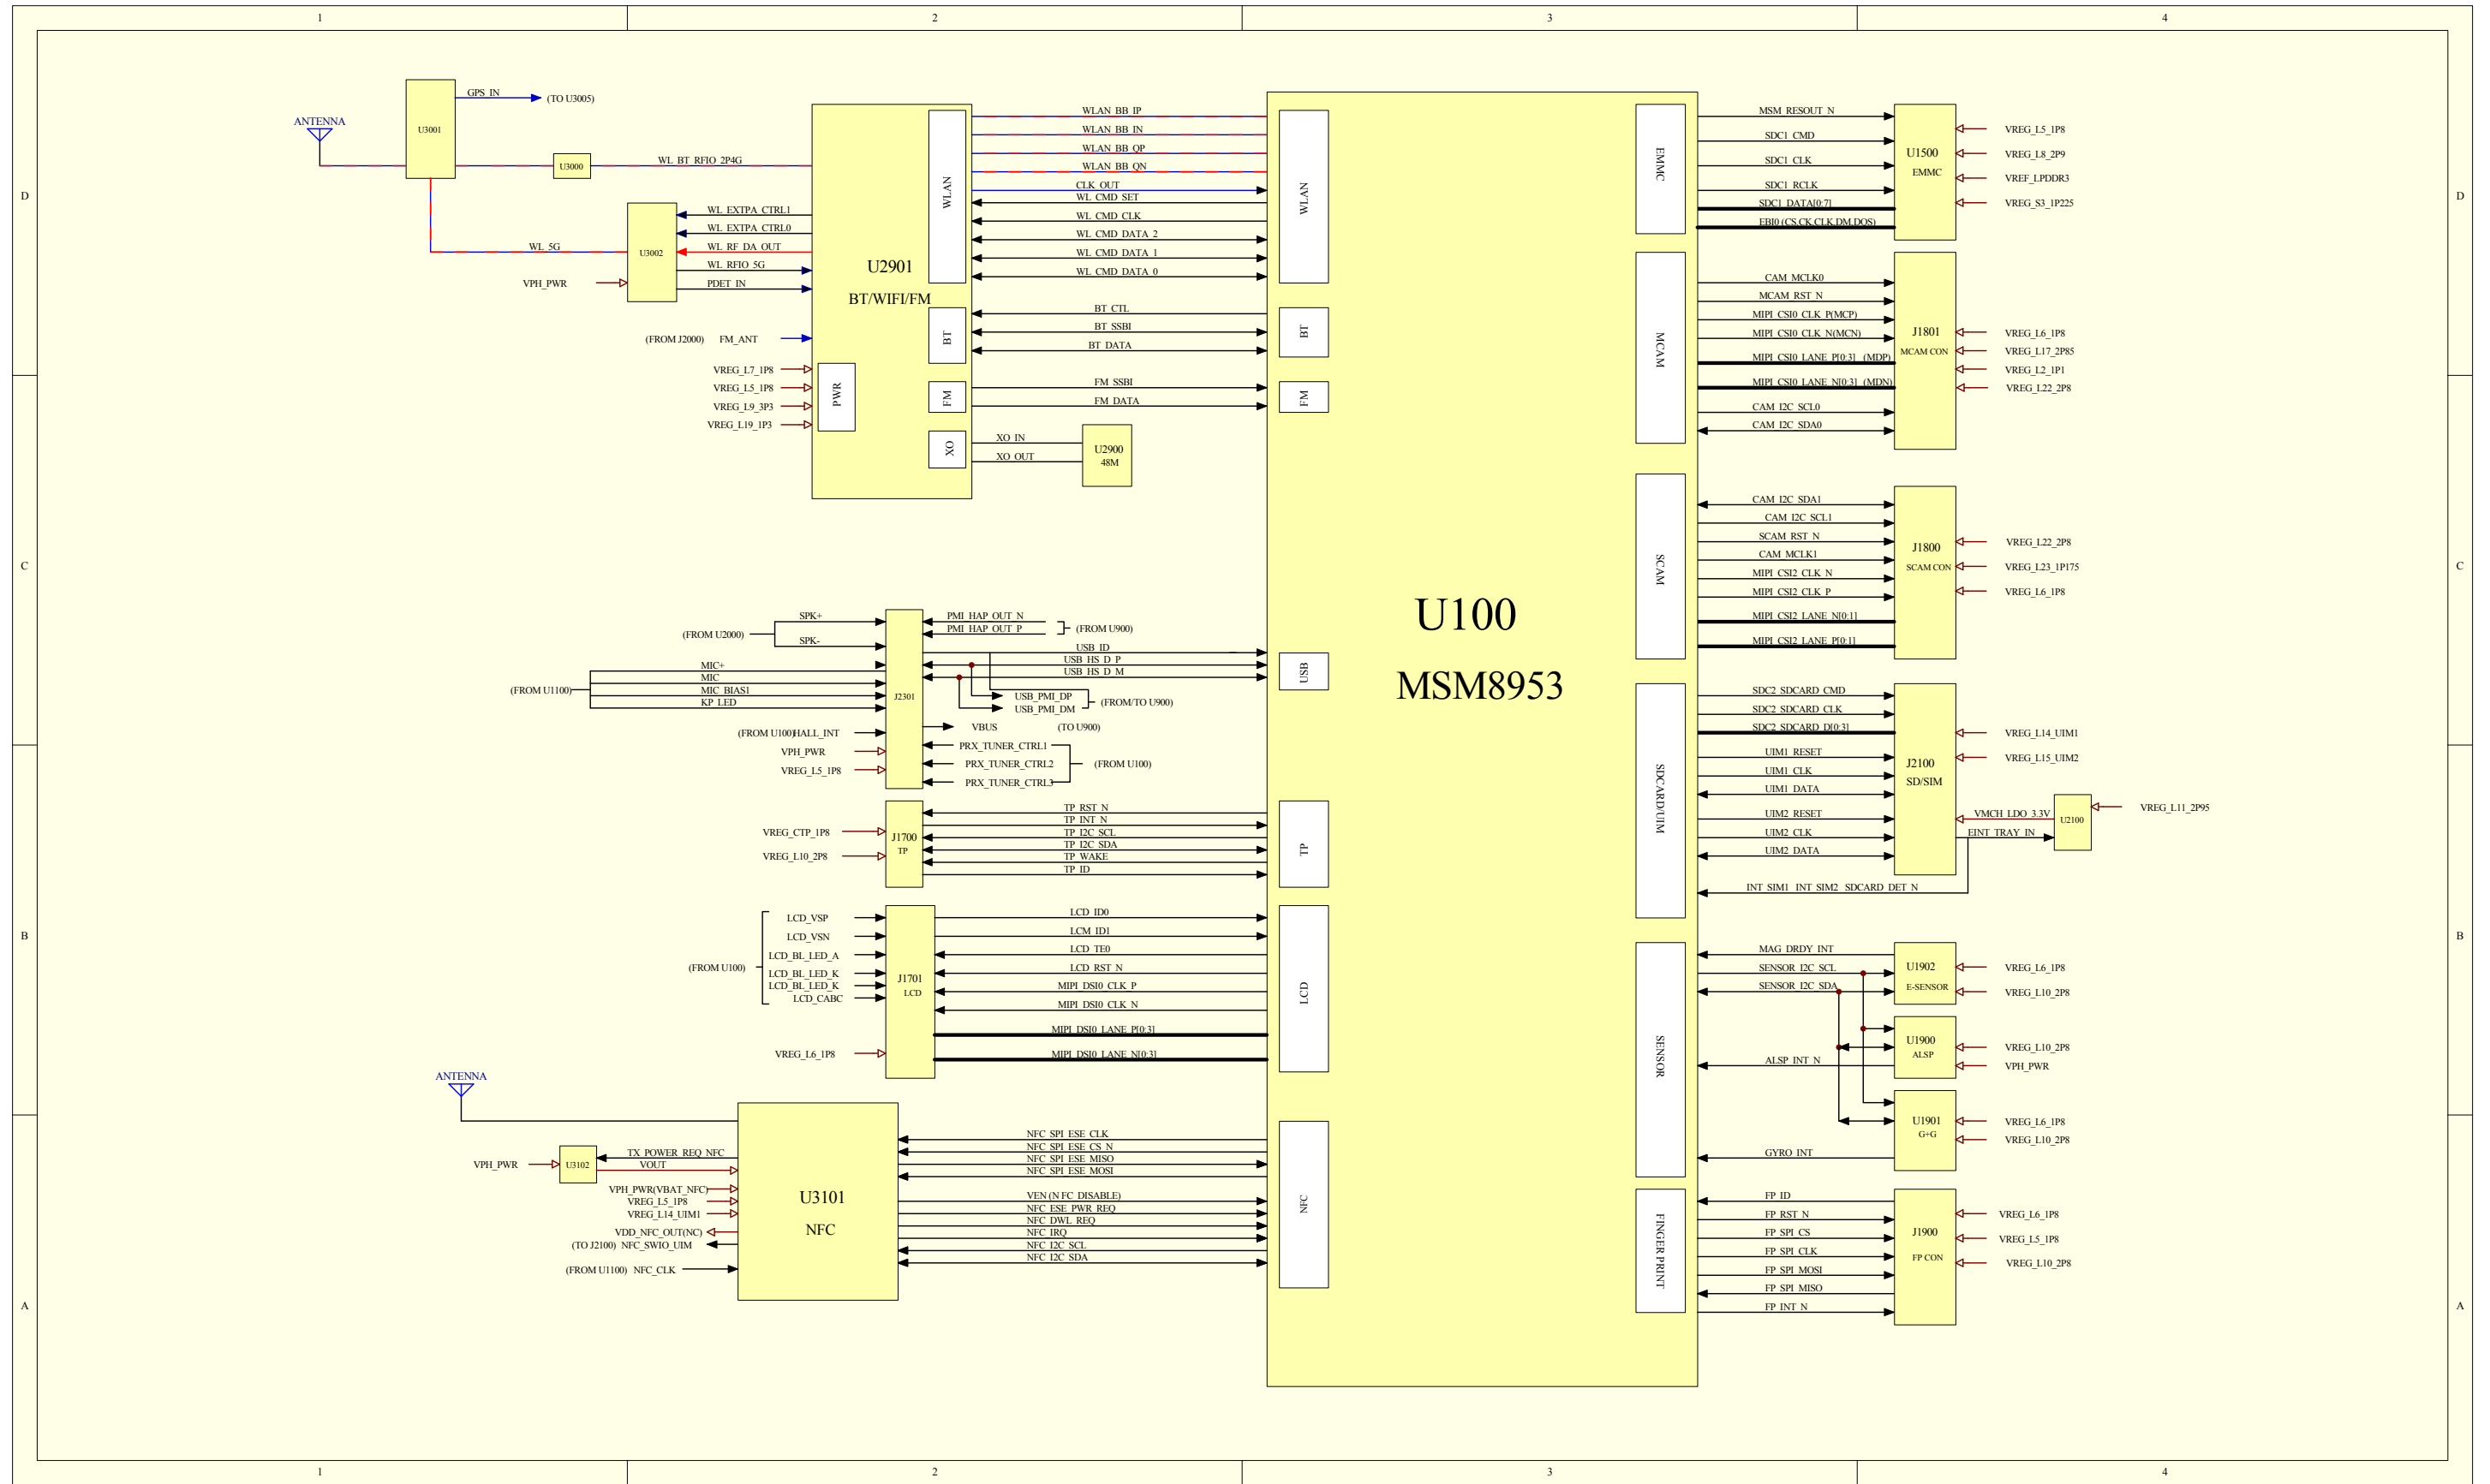 1
2
3
4
D
C
B
A
ANTENNA
U3001
GPS_IN
(TO U3005)
U3000
WL_BT_RFIO_2P4G
U3002
WL_5G
VPH_PWR
WL_EXTPA_CTRL1
WL_EXTPA_CTRL0
WL_RF_DA_OUT
WL_RFIO_5G
PDET_IN
(FROM J2000) FM_ANT
VREG_L7_1P8
VREG_L5_1P8
VREG_L9_3P3
VREG_L19_1P3
PWR
U2901
BT/WIFI/FM
WLAN
BT
FM
XO
WLAN_BB_IP
WLAN_BB_IN
WLAN_BB_QP
WLAN_BB_QN
CLK_OUT
WL_CMD_SET
WL_CMD_CLK
WL_CMD_DATA_2
WL_CMD_DATA_1
WL_CMD_DATA_0
BT_CTL
BT_SSBI
BT_DATA
FM_SSBI
FM_DATA
XO_IN
XO_OUT
U2900
48M
WLAN
BT
FM
(FROM U2000)
SPK+
SPK-
(FROM U1100)
MIC+
MIC
MIC_BIAS1
KP_LED
(FROM U100)HALL_INT
VPH_PWR
VREG_L5_1P8
J2301
PMI_HAP_OUT_N
PMI_HAP_OUT_P
(FROM U900)
USB_ID
USB_HS_D_P
USB_HS_D_M
USB_PMI_DP
USB_PMI_DM
(FROM/TO U900)
VBUS
(TO U900)
PRX_TUNER_CTRL1
PRX_TUNER_CTRL2
PRX_TUNER_CTRL3
(FROM U100)
USB
VREG_CTP_1P8
VREG_L10_2P8
J1700
TP
TP_RST_N
TP_INT_N
TP_I2C_SCL
TP_I2C_SDA
TP_WAKE
TP_ID
TP
(FROM U100)
LCD_VSP
LCD_VSN
LCD_BL_LED_A
LCD_BL_LED_K
LCD_BL_LED_K
LCD_CABC
VREG_L6_1P8
J1701
LCD
LCD_ID0
LCM_ID1
LCD_TE0
LCD_RST_N
MIPI_DSI0_CLK_P
MIPI_DSI0_CLK_N
MIPI_DSI0_LANE_P[0:3]
MIPI_DSI0_LANE_N[0:3]
LCD
ANTENNA
VPH_PWR
U3102
TX_POWER_REQ_NFC
VOUT
VPH_PWR(VBAT_NFC)
VREG_L5_1P8
VREG_L14_UIM1
VDD_NFC_OUT(NC)
(TO J2100) NFC_SWIO_UIM
(FROM U1100) NFC_CLK
U3101
NFC
NFC_SPI_ESE_CLK
NFC_SPI_ESE_CS_N
NFC_SPI_ESE_MISO
NFC_SPI_ESE_MOSI
VEN (N FC_DISABLE)
NFC_ESE_PWR_REQ
NFC_DWL_REQ
NFC_IRQ
NFC_I2C_SCL
NFC_I2C_SDA
NFC
U100
MSM8953
EMMC
MSM_RESOUT_N
SDC1_CMD
SDC1_CLK
SDC1_RCLK
SDC1_DATA[0:7]
EBI0 (CS,CK,CLK,DM,DQS)
U1500
EMMC
VREG_L5_1P8
VREG_L8_2P9
VREF_LPDDR3
VREG_S3_1P225
MCAM
CAM_MCLK0
MCAM_RST_N
MIPI_CSI0_CLK_P(MCP)
MIPI_CSI0_CLK_N(MCN)
MIPI_CSI0_LANE_P[0:3] (MDP)
MIPI_CSI0_LANE_N[0:3] (MDN)
CAM_I2C_SCL0
CAM_I2C_SDA0
J1801
MCAM CON
VREG_L6_1P8
VREG_L17_2P85
VREG_L2_1P1
VREG_L22_2P8
SCAM
CAM_I2C_SDA1
CAM_I2C_SCL1
SCAM_RST_N
CAM_MCLK1
MIPI_CSI2_CLK_N
MIPI_CSI2_CLK_P
MIPI_CSI2_LANE_N[0:1]
MIPI_CSI2_LANE_P[0:1]
J1800
SCAM CON
VREG_L22_2P8
VREG_L23_1P175
VREG_L6_1P8
SDCARD/UIM
SDC2_SDCARD_CMD
SDC2_SDCARD_CLK
SDC2_SDCARD_D[0:3]
UIM1_RESET
UIM1_CLK
UIM1_DATA
UIM2_RESET
UIM2_CLK
UIM2_DATA
INT_SIM1 INT_SIM2 SDCARD_DET_N
J2100
SD/SIM
VREG_L14_UIM1
VREG_L15_UIM2
VMCH_LDO_3.3V
EINT_TRAY_IN
U2100
VREG_L11_2P95
SENSOR
MAG_DRDY_INT
SENSOR_I2C_SCL
SENSOR_I2C_SDA
ALSP_INT_N
GYRO_INT
U1902
E-SENSOR
VREG_L6_1P8
VREG_L10_2P8
U1900
ALSP
VREG_L10_2P8
VPH_PWR
U1901
G+G
VREG_L6_1P8
VREG_L10_2P8
FINGER PRINT
FP_ID
FP_RST_N
FP_SPI_CS
FP_SPI_CLK
FP_SPI_MOSI
FP_SPI_MISO
FP_INT_N
J1900
FP CON
VREG_L6_1P8
VREG_L5_1P8
VREG_L10_2P8
D
C
B
A
1
2
3
4